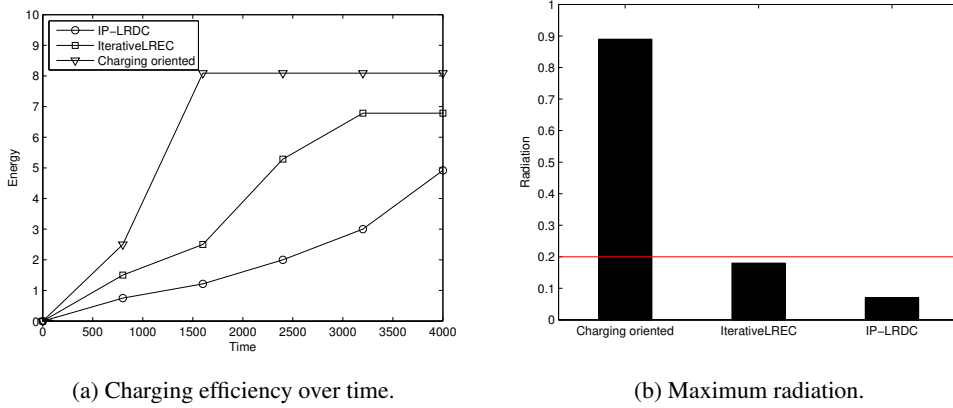 10
9
8
7
6
5
4
3
2
1
0
Energy
IP−LRDC
IterativeLREC
Charging oriented
0 500 1000 1500 2000 2500 3000 3500 4000
Time
(a) Charging efficiency over time.
1
0.9
0.8
0.7
0.6
0.5
0.4
0.3
0.2
0.1
0
Radiation
Charging oriented IterativeLREC IP−LRDC
(b) Maximum radiation.